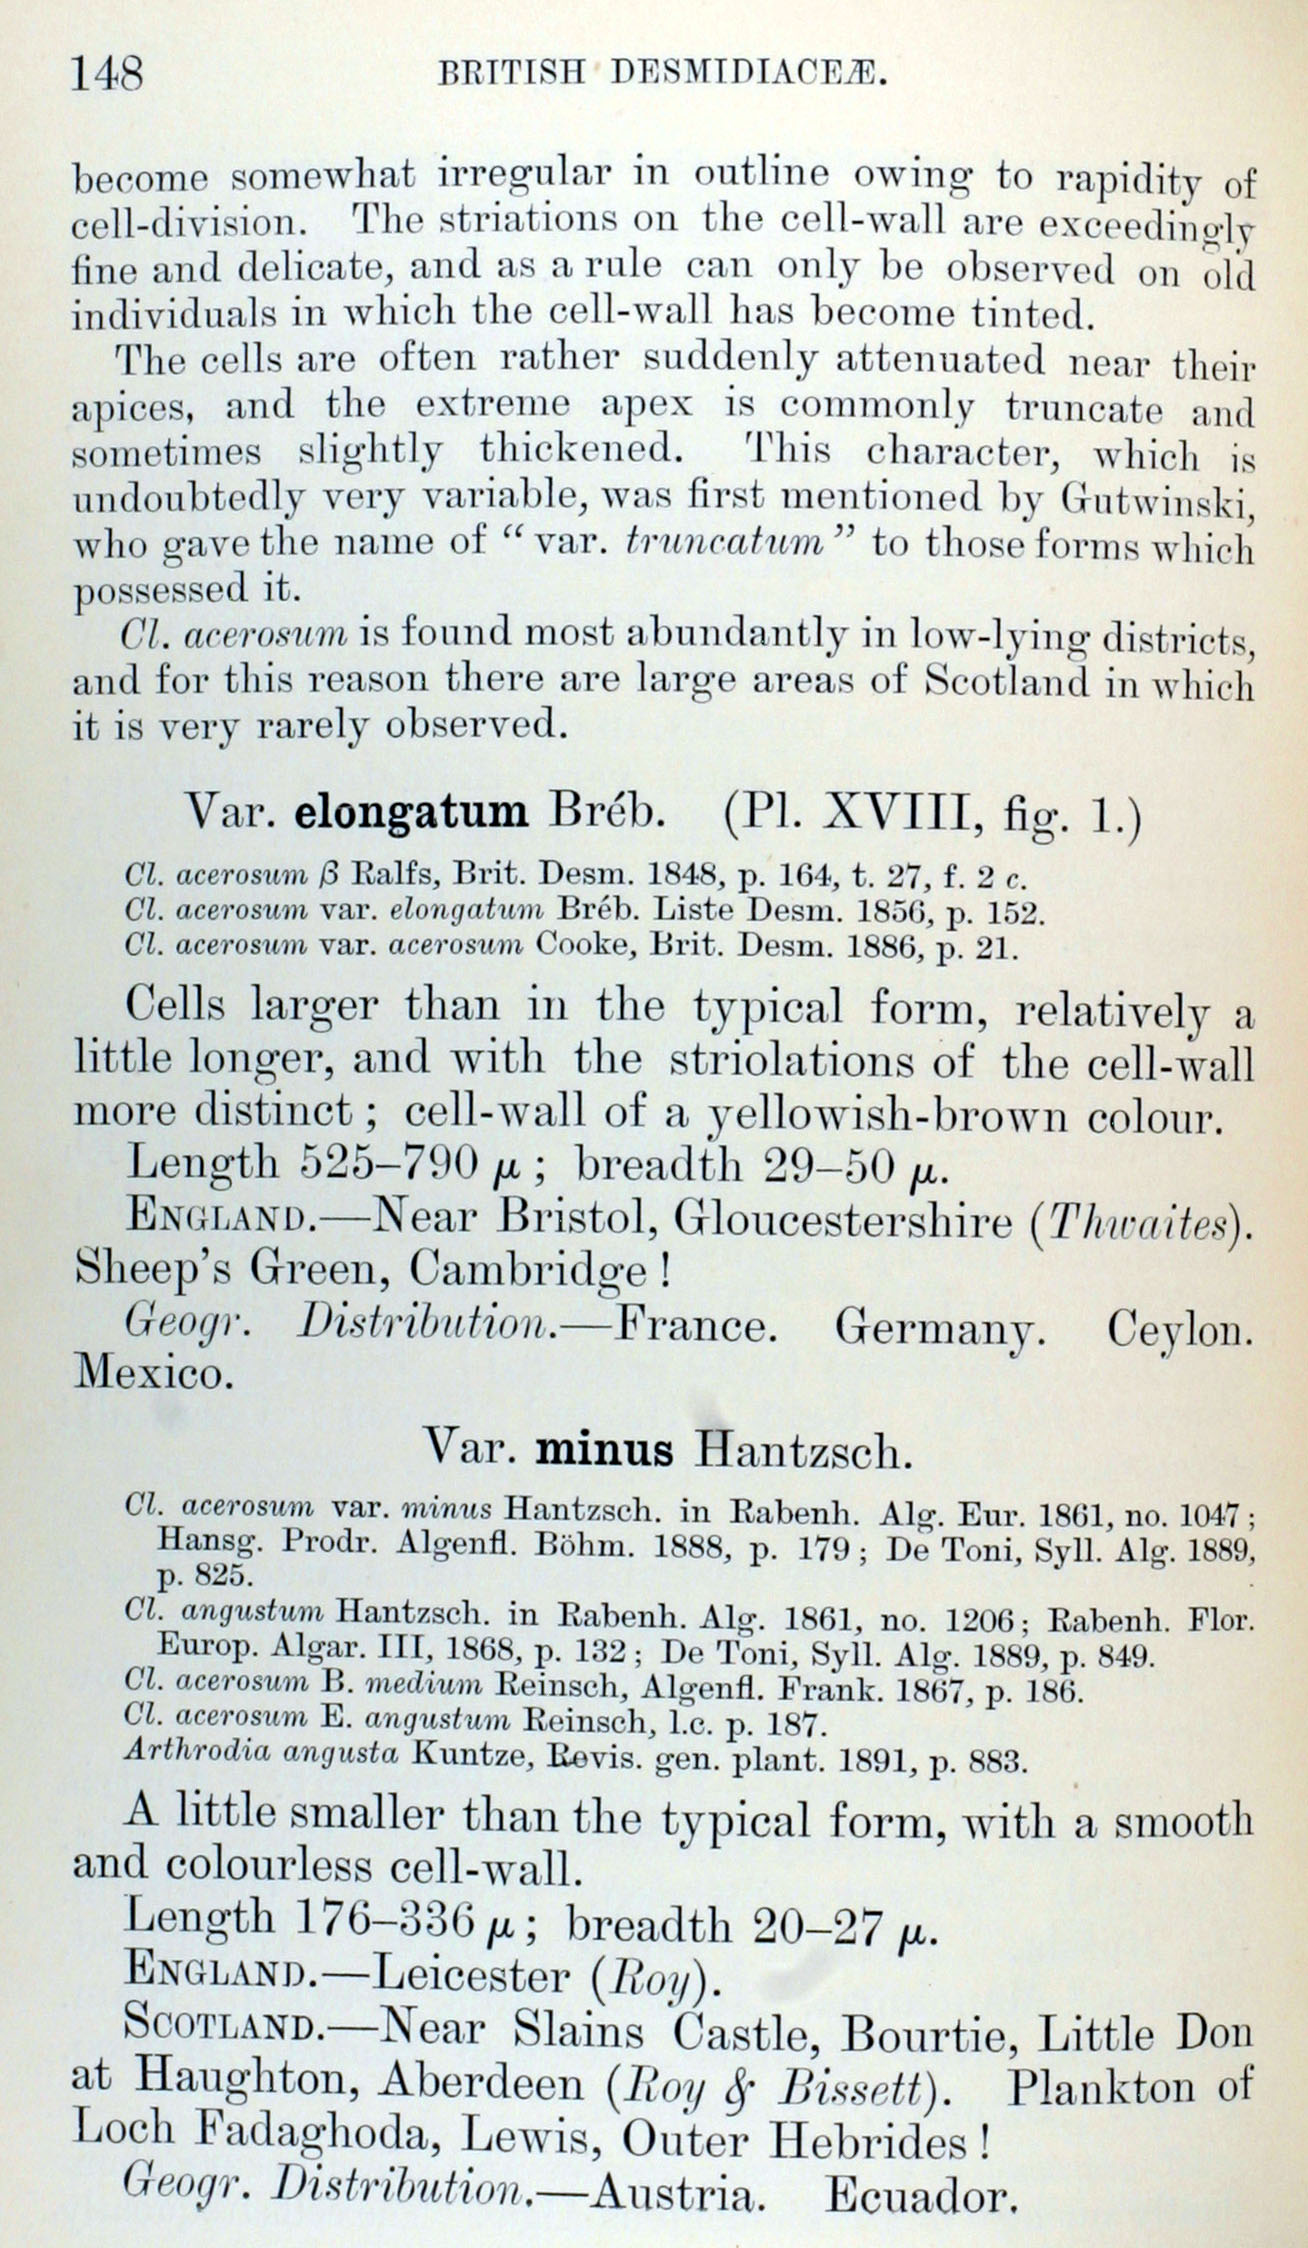 148 BRITISH DESMIDIACEÆ.
become somewhat irregular in outline owing to rapidity of
cell-division. The striations on the cell-wall are exceedingly
fine and delicate, and as a rule can only be observed on old
individuals in which the cell-wall has become tinted.
The cells are often rather suddenly attenuated near their
apices, and the extreme apex is commonly truncate and
sometimes slightly thickened. This character, which is
undoubtedly very variable, was first mentioned by Gutwinski,
who gave the name of “ var. truncatum ” to those forms which
possessed it.
Cl. acerosum is found most abundantly in low-lying districts,
and for this reason there are large areas of Scotland in which
it is very rarely observed.
Var. elongatum Bréb. (Pl. XVIII, fig. 1.)
Cl. acerosum β Ralfs, Brit. Desm. 1848, p. 164, t. 27, f. 2 c.
Cl. acerosum var. elongatum Bréb. Liste Desm. 1856, p. 152.
Cl. acerosum var. acerosum Cooke, Brit. Desm. 1886, p. 21.
Cells larger than in the typical form, relatively a
little longer, and with the striolations of the cell-wall
more distinct ; cell-wall of a yellowish-brown colour.
Length 525–790 μ ; breadth 29–50 μ.
ENGLAND.—Near Bristol, Gloucestershire (Thwaites).
Sheep's Green, Cambridge !
Geogr. Distribution.—France. Germany. Ceylon.
Mexico.
Var. minus Hantzsch.
Cl. acerosum var. minus Hantzsch. in Rabenh. Alg. Eur. 1861, no. 1047 ;
Hansg. Prodr. Algenfl. Böhm. 1888, p. 179 ; De Toni, Syll. Alg. 1889,
p. 825.
Cl. angustum Hantzsch. in Rabenh. Alg. 1861, no. 1206 ; Rabenh. Flor.
Europ. Algar. III, 1868, p. 132 ; De Toni, Syll. Alg. 1889, p. 849.
Cl. acerosum B. medium Reinsch, Algenfl. Frank. 1867, p. 186.
Cl. acerosum E. angustum Reinsch, l.c. p. 187.
Arthrodia angusta Kuntze, Revis. gen. plant. 1891, p. 883.
A little smaller than the typical form, with a smooth
and colourless cell-wall.
Length 176–336 μ ; breadth 20–27 μ.
ENGLAND.—Leicester (Roy).
SCOTLAND.—Near Slains Castle, Bourtie, Little Don
at Haughton, Aberdeen (Roy & Bissett). Plankton of
Loch Fadaghoda, Lewis, Outer Hebrides !
Geogr. Distribution.—Austria. Ecuador.